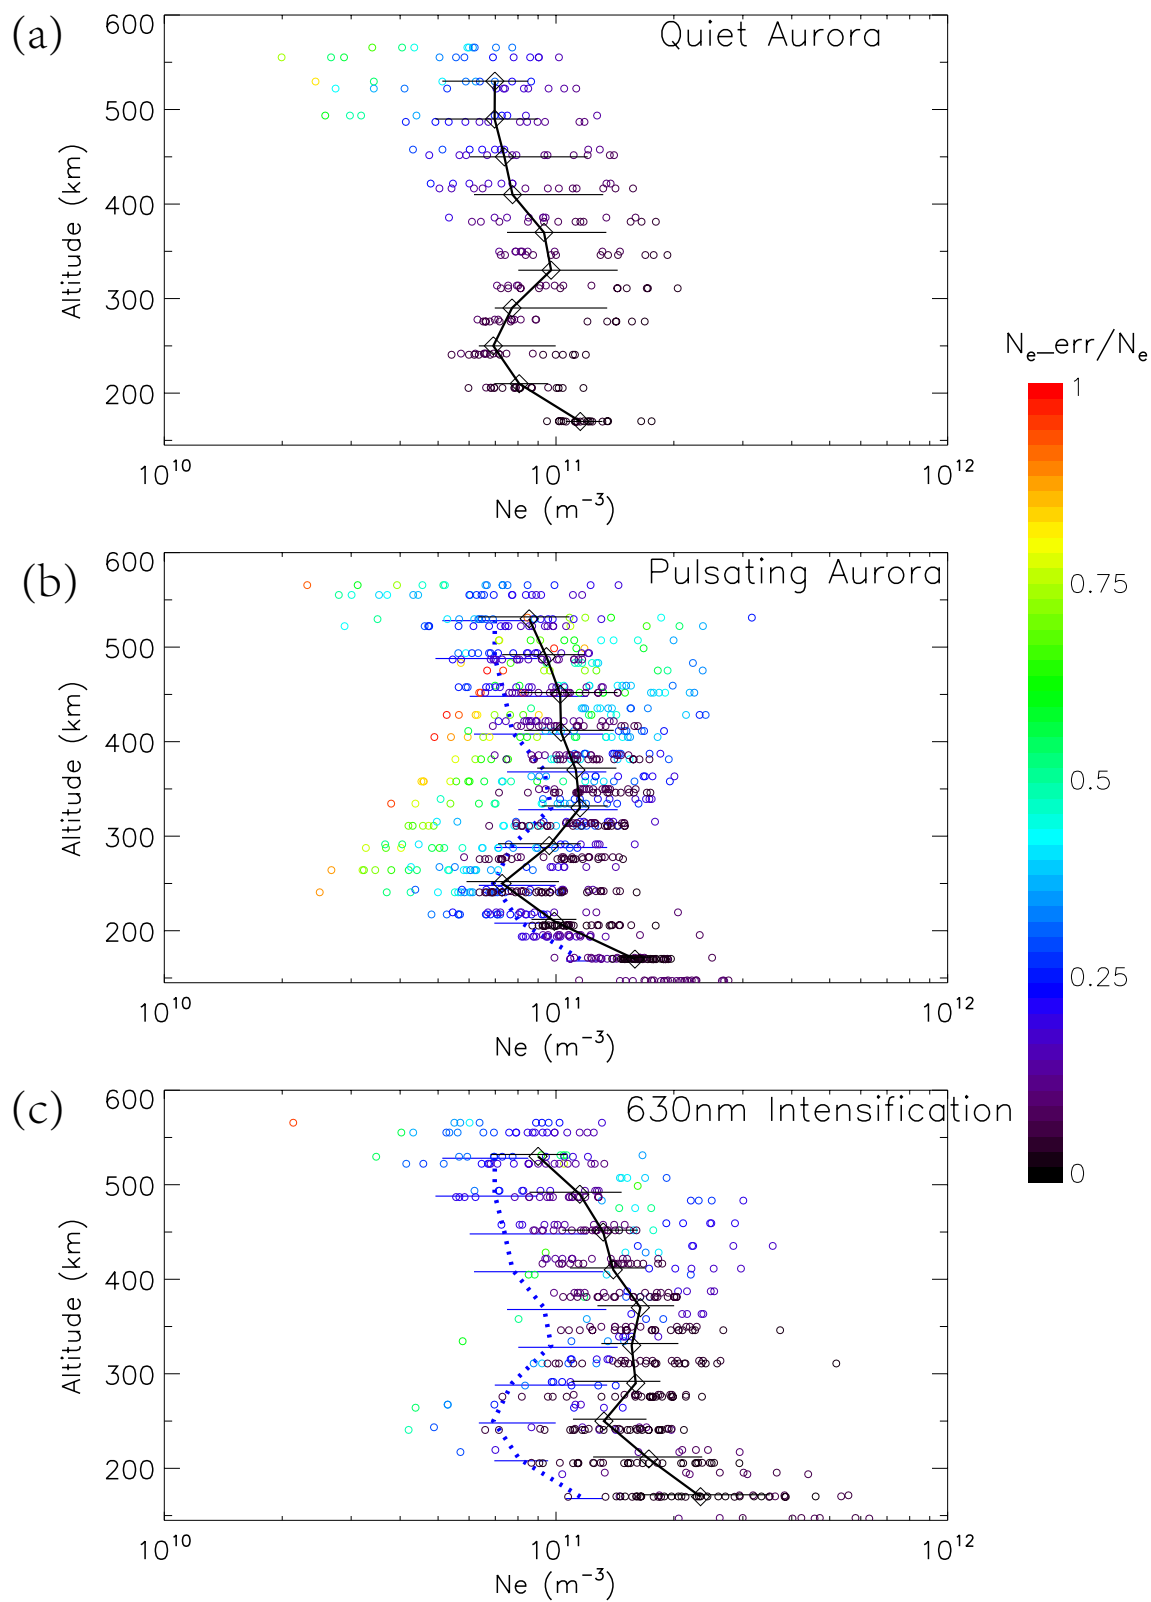 (a)
Quiet Aurora
600
500
400
300
200
Altitude (km)
10^10 10^11 10^12
Ne (m^-3)
(b)
Pulsating Aurora
600
500
400
300
200
Altitude (km)
10^10 10^11 10^12
Ne (m^-3)
(c)
630nm Intensification
600
500
400
300
200
Altitude (km)
10^10 10^11 10^12
Ne (m^-3)
N_e_err/N_e
1
0.75
0.5
0.25
0